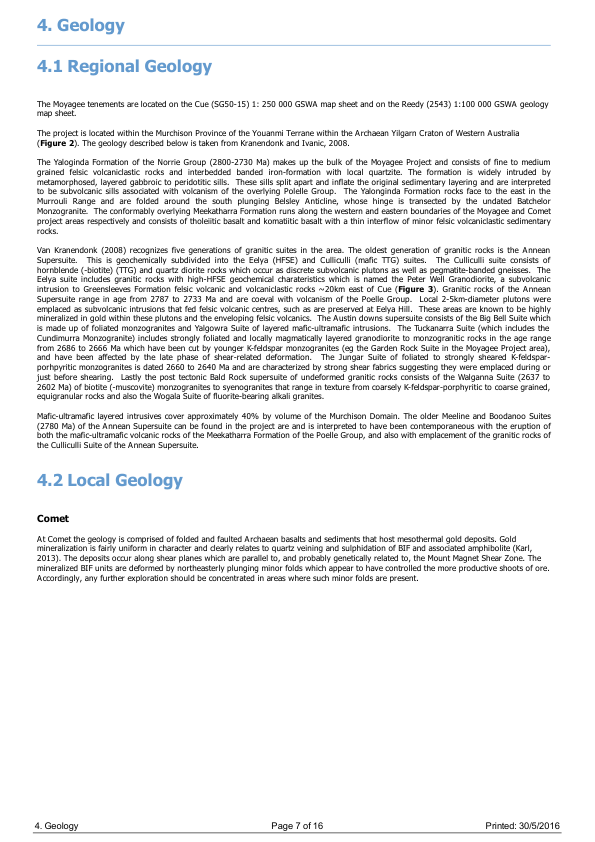 4. Geology
4.1 Regional Geology
The Moyagee tenements are located on the Cue (SG50-15) 1: 250 000 GSWA map sheet and on the Reedy (2543) 1:100 000 GSWA geology
map sheet.
The project is located within the Murchison Province of the Youanmi Terrane within the Archaean Yilgarn Craton of Western Australia
(Figure 2). The geology described below is taken from Kranendonk and Ivanic, 2008.
The Yaloginda Formation of the Norrie Group (2800-2730 Ma) makes up the bulk of the Moyagee Project and consists of fine to medium
grained felsic volcaniclastic rocks and interbedded banded iron-formation with local quartzite. The formation is widely intruded by
metamorphosed, layered gabbroic to peridotitic sills. These sills split apart and inflate the original sedimentary layering and are interpreted
to be subvolcanic sills associated with volcanism of the overlying Polelle Group. The Yalonginda Formation rocks face to the east in the
Murrouli Range and are folded around the south plunging Belsley Anticline, whose hinge is transected by the undated Batchelor
Monzogranite. The conformably overlying Meekatharra Formation runs along the western and eastern boundaries of the Moyagee and Comet
project areas respectively and consists of tholeiitic basalt and komatiitic basalt with a thin interflow of minor felsic volcaniclastic sedimentary
rocks.
Van Kranendonk (2008) recognizes five generations of granitic suites in the area. The oldest generation of granitic rocks is the Annean
Supersuite. This is geochemically subdivided into the Eelya (HFSE) and Cullculli (mafic TTG) suites. The Cullculli suite consists of
hornblende (-biotite) (TTG) and quartz diorite rocks which occur as discrete subvolcanic plutons as well as pegmatite-banded gneisses. The
Eelya suite includes granitic rocks with high-HFSE geochemical charateristics which is named the Peter Well Granodiorite, a subvolcanic
intrusion to Greensleeves Formation felsic volcanic and volcaniclastic rocks ~20km east of Cue (Figure 3). Granitic rocks of the Annean
Supersuite range in age from 2787 to 2733 Ma and are coeval with volcanism of the Poelle Group. Local 2-5km-diameter plutons were
emplaced as subvolcanic intrusions that fed felsic volcanic centres, such as are preserved at Eelya Hill. These areas are known to be highly
mineralized in gold within these plutons and the enveloping felsic volcanics. The Austin downs supersuite consists of the Big Bell Suite which
is made up of foliated monzogranites and Yalgowra Suite of layered mafic-ultramafic intrusions. The Tuckanarra Suite (which includes the
Cundimurra Monzogranite) includes strongly foliated and locally magmatically layered granodiorite to monzogranitic rocks in the age range
from 2686 to 2666 Ma which have been cut by younger K-feldspar monzogranites (eg the Garden Rock Suite in the Moyagee Project area),
and have been affected by the late phase of shear-related deformation. The Jungar Suite of foliated to strongly sheared K-feldspar-
porhpyritic monzogranites is dated 2660 to 2640 Ma and are characterized by strong shear fabrics suggesting they were emplaced during or
just before shearing. Lastly the post tectonic Bald Rock supersuite of undeformed granitic rocks consists of the Walganna Suite (2637 to
2602 Ma) of biotite (-muscovite) monzogranites to syenogranites that range in texture from coarsely K-feldspar-porphyritic to coarse grained,
equigranular rocks and also the Wogala Suite of fluorite-bearing alkali granites.
Mafic-ultramafic layered intrusives cover approximately 40% by volume of the Murchison Domain. The older Meeline and Boodanoo Suites
(2780 Ma) of the Annean Supersuite can be found in the project are and is interpreted to have been contemporaneous with the eruption of
both the mafic-ultramafic volcanic rocks of the Meekatharra Formation of the Poelle Group, and also with emplacement of the granitic rocks of
the Cullculli Suite of the Annean Supersuite.
4.2 Local Geology
Comet
At Comet the geology is comprised of folded and faulted Archaean basalts and sediments that host mesothermal gold deposits. Gold
mineralization is fairly uniform in character and clearly relates to quartz veining and sulphidation of BIF and associated amphibolite (Karl,
2013). The deposits occur along shear planes which are parallel to, and probably genetically related to, the Mount Magnet Shear Zone. The
mineralized BIF units are deformed by northeasterly plunging minor folds which appear to have controlled the more productive shoots of ore.
Accordingly, any further exploration should be concentrated in areas where such minor folds are present.
4. Geology
Page 7 of 16
Printed: 30/5/2016